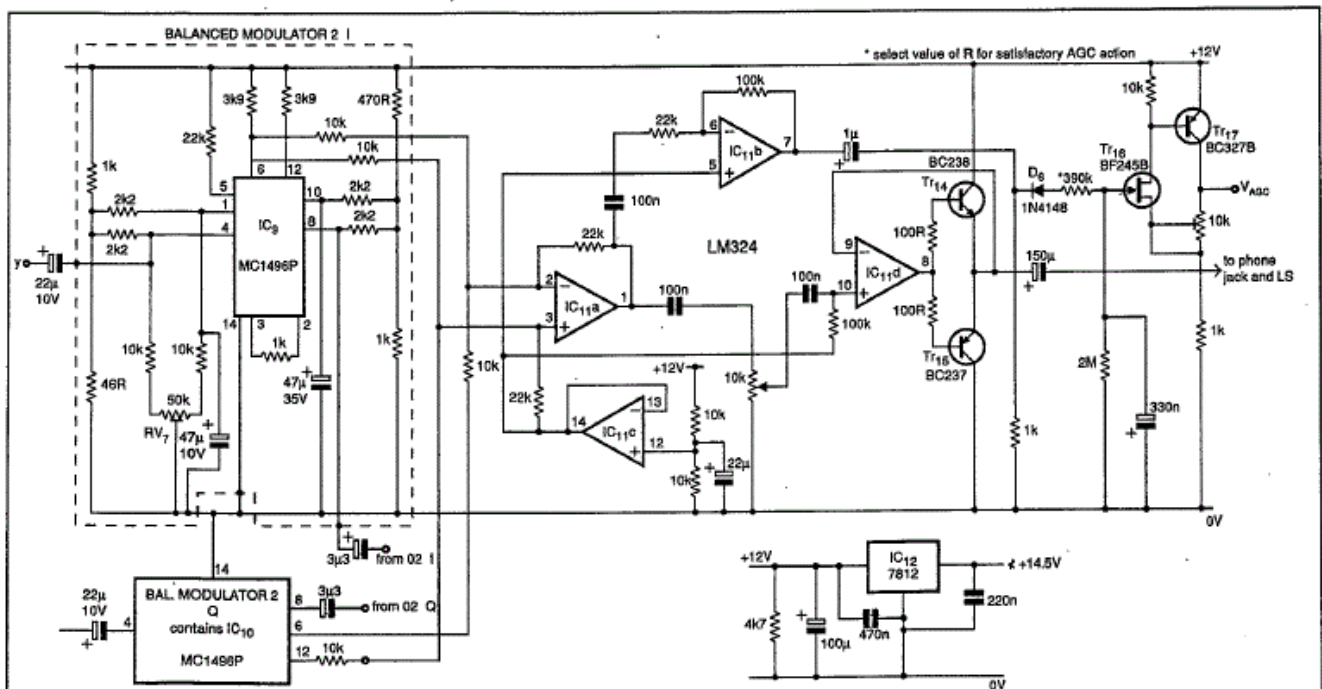 BALANCED MODULATOR 2 I
* select value of R for satisfactory AGC action
+12V
3k9
3k9
470R
10k
10k
22k
1k
2k2
2k2
5
1
4
6
12
10
8
2k2
2k2
IC9
MC1496P
14
3
2
1k
y
22µ
10V
10k
10k
50k
RV7
46R
47µ
10V
47µ
35V
1k
3µ3
from 02 I
14
22µ
10V
4
BAL. MODULATOR 2
Q
contains IC10
MC1496P
8
6
12
3µ3
from 02 Q
10k
10k
100k
22k
6
5
7
IC11b
100n
22k
2
3
1
IC11a
100n
LM324
22k
14
13
12
IC11c
+12V
10k
10k
22µ
10k
100n
9
10
8
IC11d
100k
100R
100R
1µ
BC238
Tr14
Tr15
BC237
D6
1N4148
*390k
10k
Tr16
BF245B
Tr17
BC327B
VAGC
10k
150µ
to phone
jack and LS
1k
2M
330n
1k
0V
+12V
IC12
7812
+14.5V
220n
4k7
100µ
470n
0V